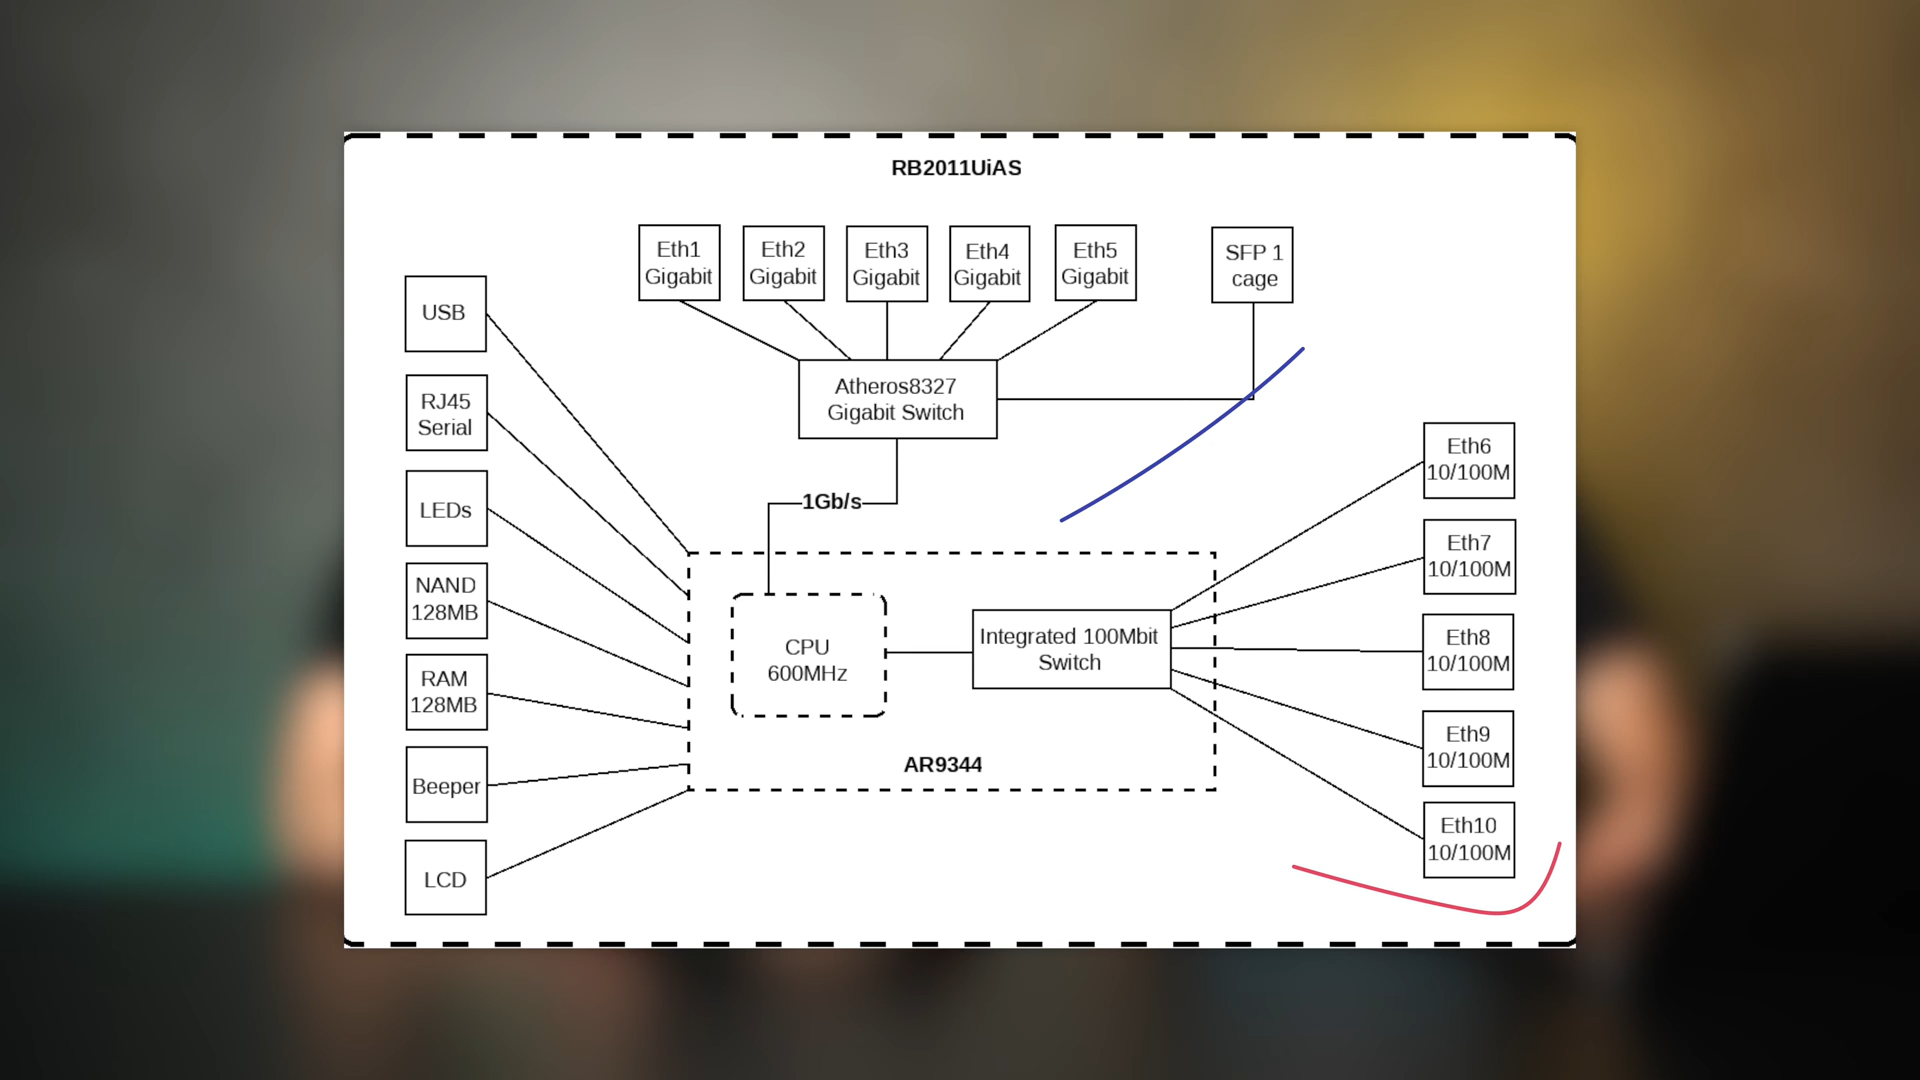 RB2011UiAS
Eth1
Gigabit
Eth2
Gigabit
Eth3
Gigabit
Eth4
Gigabit
Eth5
Gigabit
SFP 1
cage
USB
RJ45
Serial
LEDs
NAND
128MB
RAM
128MB
Beeper
LCD
Atheros8327
Gigabit Switch
1Gb/s
CPU
600MHz
Integrated 100Mbit
Switch
AR9344
Eth6
10/100M
Eth7
10/100M
Eth8
10/100M
Eth9
10/100M
Eth10
10/100M